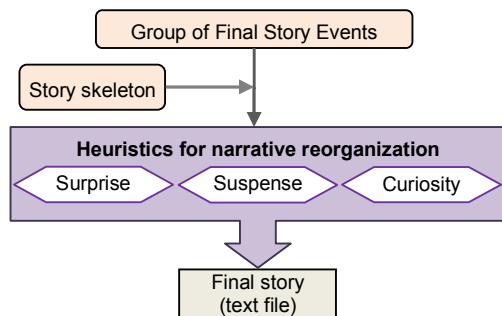 Group of Final Story Events
Story skeleton
Heuristics for narrative reorganization
Surprise
Suspense
Curiosity
Final story
(text file)